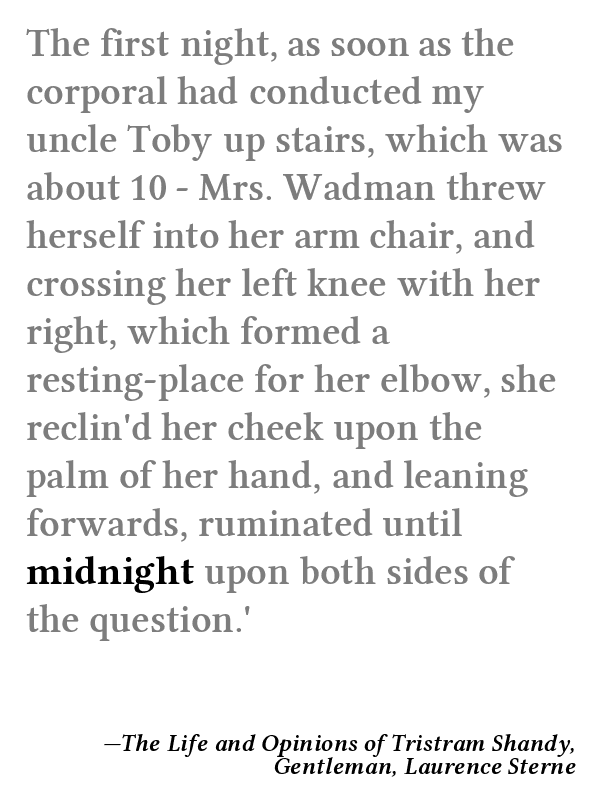 The first night, as soon as the
corporal had conducted my
uncle Toby up stairs, which was
about 10 - Mrs. Wadman threw
herself into her arm chair, and
crossing her left knee with her
right, which formed a
resting-place for her elbow, she
reclin'd her cheek upon the
palm of her hand, and leaning
forwards, ruminated until
midnight upon both sides of
the question.'
—The Life and Opinions of Tristram Shandy,
Gentleman, Laurence Sterne